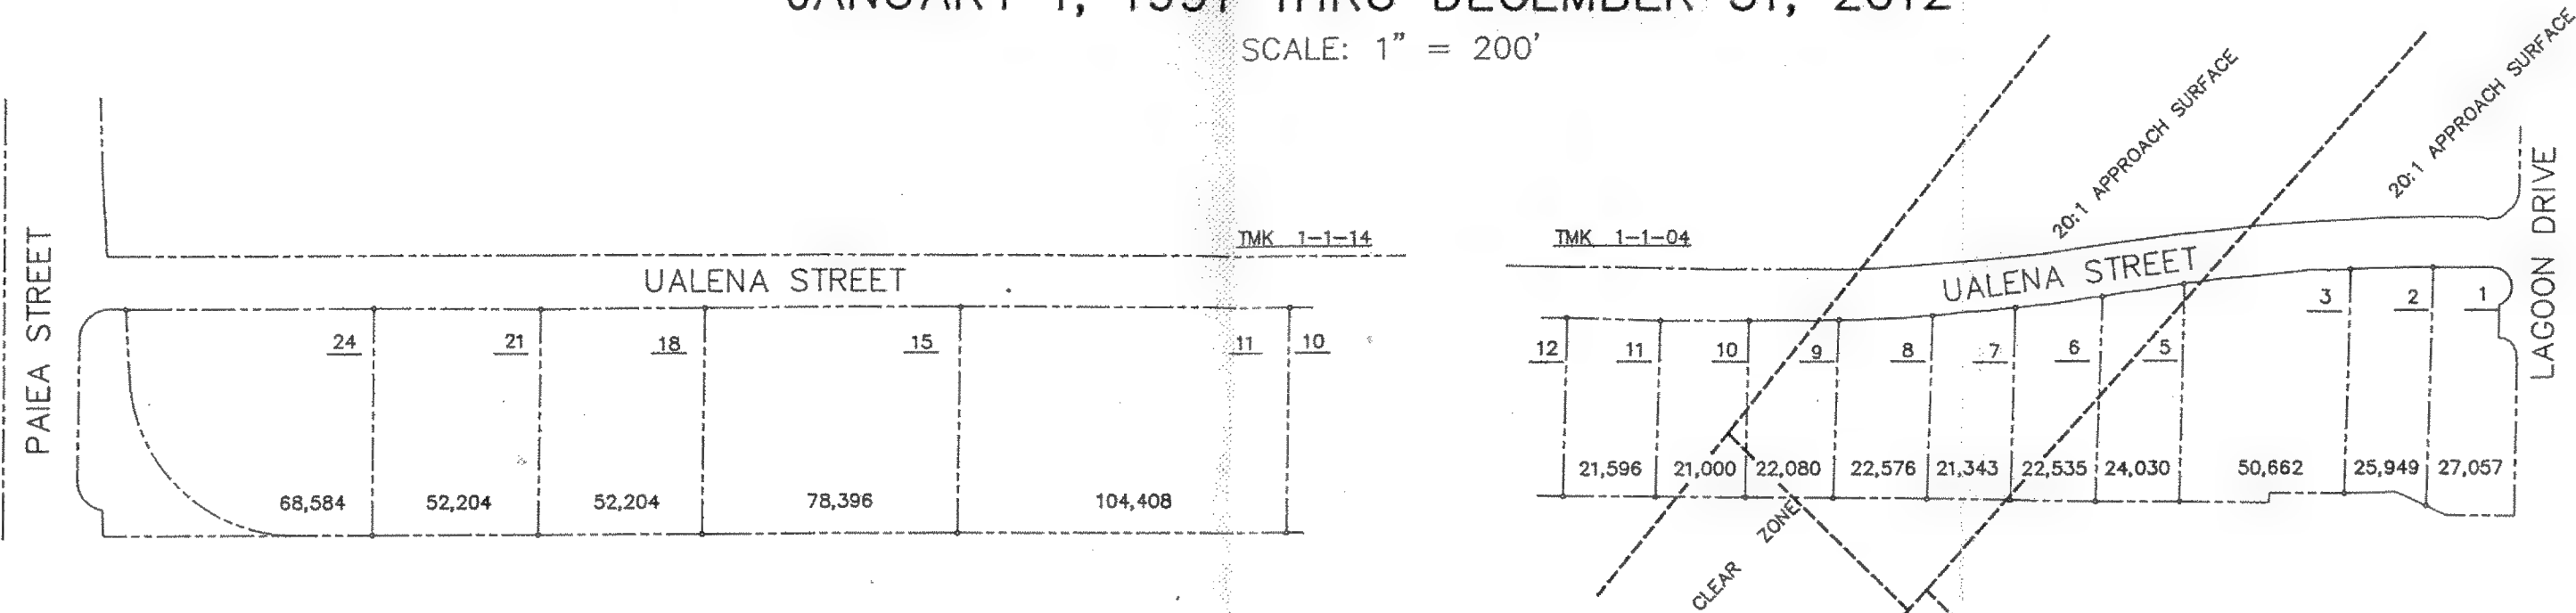 SCALE: 1" = 200'
20:1 APPROACH SURFACE
20:1 APPROACH SURFACE
PAIEA STREET
TMK 1-1-14
TMK 1-1-04
UALENA STREET
UALENA STREET
LAGOON DRIVE
24 21 18 15 11 10
12 11 10 9 8 7 6 5 3 2 1
68,584 52,204 52,204 78,396 104,408
21,596 21,000 22,080 22,576 21,343 22,535 24,030 50,662 25,949 27,057
CLEAR ZONE